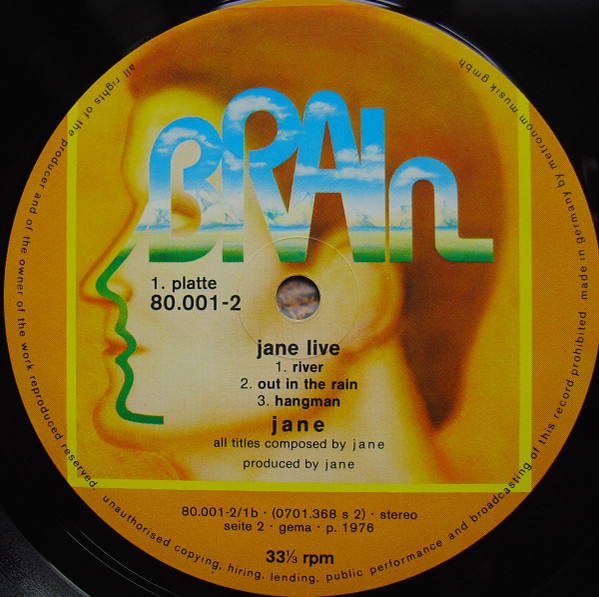 BRAIn
1. platte
80.001-2
jane live
1. river
2. out in the rain
3. hangman
jane
all titles composed by jane
produced by jane
80.001-2/1b · (0701.368 s 2) · stereo
seite 2 · gema · p. 1976
33⅓ rpm
all rights of the producer and of the owner of the work reproduced reserved. unauthorised copying, hiring, lending, public performance and broadcasting of this record prohibited. made in germany by metronom musik gmbh